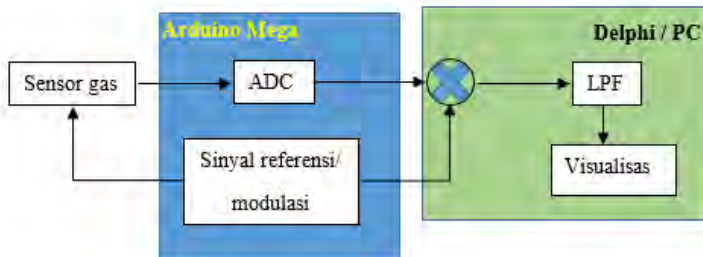 Arduino Mega
Delphi / PC
Sensor gas
ADC
LPF
Sinyal referensi/
modulasi
Visualisas